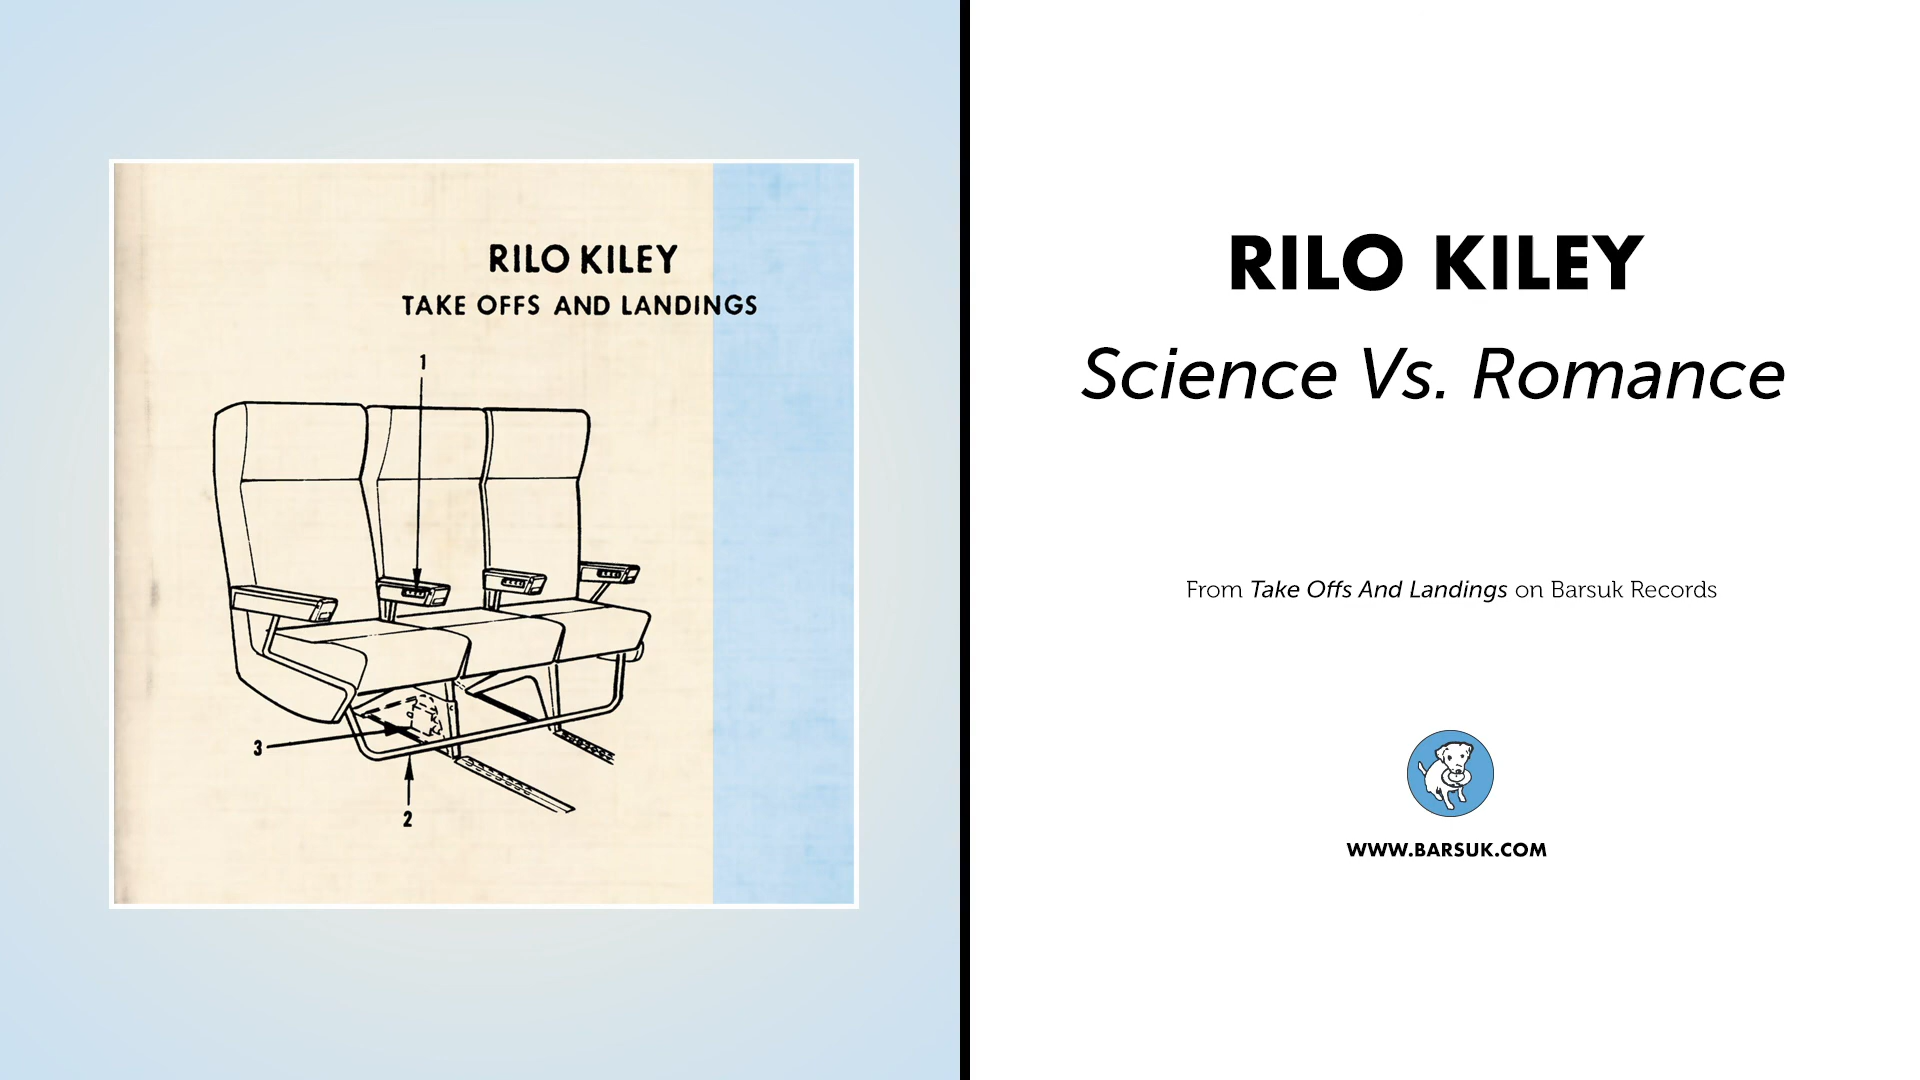 RILO KILEY
TAKE OFFS AND LANDINGS
1
3
2
RILO KILEY
Science Vs. Romance
From Take Offs And Landings on Barsuk Records
WWW.BARSUK.COM